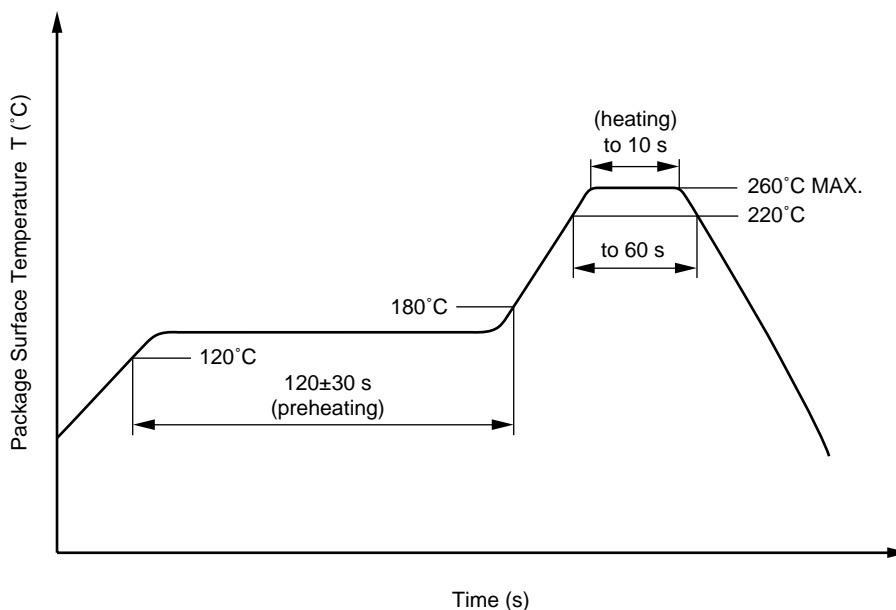 Package Surface Temperature T (˚C)
(heating)
to 10 s
260˚C MAX.
220˚C
to 60 s
180˚C
120˚C
120±30 s
(preheating)
Time (s)